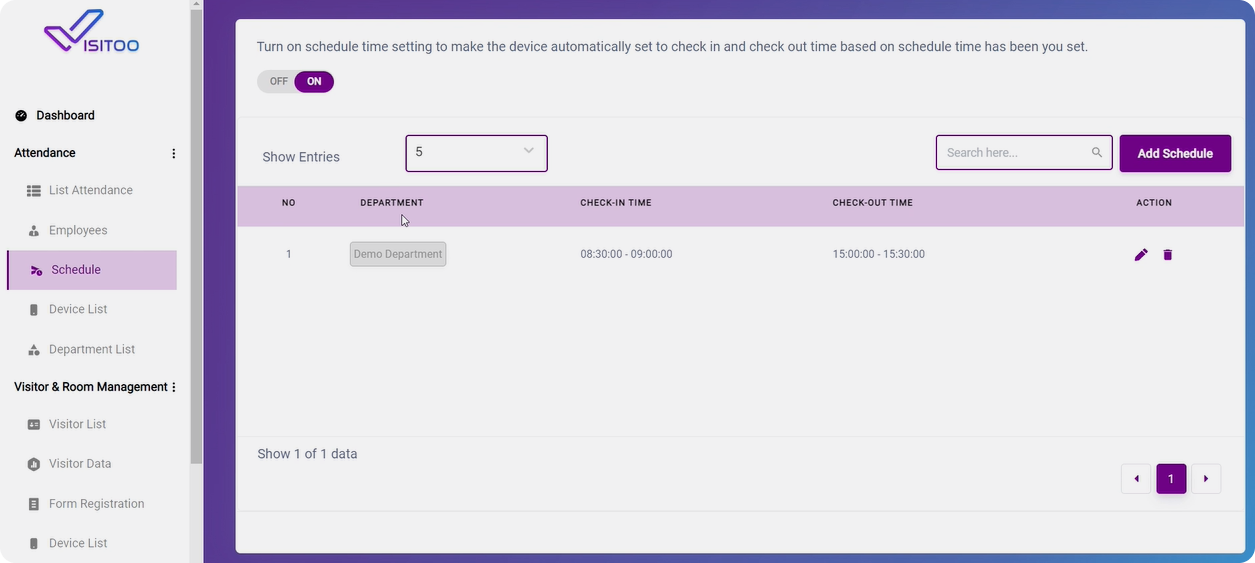 VISITOO
Dashboard
Attendance
List Attendance
Employees
Schedule
Device List
Department List
Visitor & Room Management
Visitor List
Visitor Data
Form Registration
Device List
Turn on schedule time setting to make the device automatically set to check in and check out time based on schedule time has been you set.
OFF ON
Show Entries 5 Search here... Add Schedule
NO DEPARTMENT CHECK-IN TIME CHECK-OUT TIME ACTION
1 Demo Department 08:30:00 - 09:00:00 15:00:00 - 15:30:00
Show 1 of 1 data
1